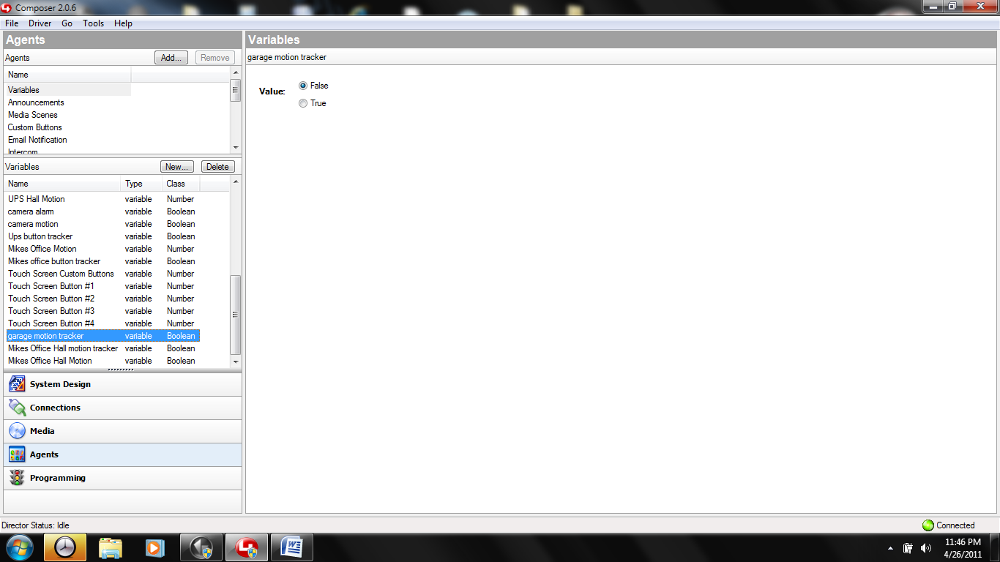 Composer 2.0.6
File Driver Go Tools Help
Agents
Agents Add... Remove
Name
Variables
Announcements
Media Scenes
Custom Buttons
Email Notification
Intercom
Variables New... Delete
Name Type Class
UPS Hall Motion variable Number
camera alarm variable Boolean
camera motion variable Boolean
Ups button tracker variable Boolean
Mikes Office Motion variable Number
Mikes office button tracker variable Boolean
Touch Screen Custom Buttons variable Number
Touch Screen Button #1 variable Number
Touch Screen Button #2 variable Number
Touch Screen Button #3 variable Number
Touch Screen Button #4 variable Number
garage motion tracker variable Boolean
Mikes Office Hall motion tracker variable Boolean
Mikes Office Hall Motion variable Boolean
System Design
Connections
Media
Agents
Programming
Variables
garage motion tracker
Value: False
True
Director Status: Idle
Connected
11:46 PM
4/26/2011